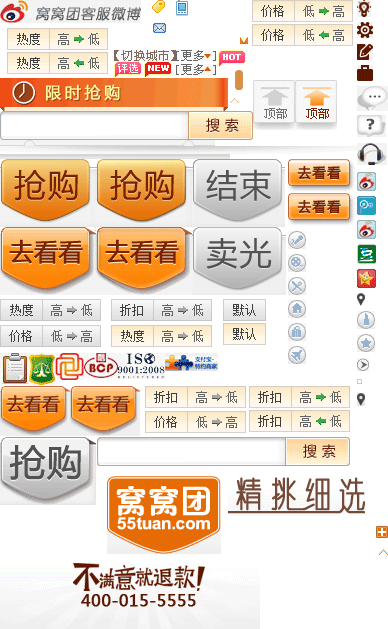 窝窝团客服微博
价格 低 高
热度 高 低
【切换城市】[更多]
价格 高 低
热度 高 低
HOT
评选 NEW [更多]
限时抢购
搜 索
顶部 顶部
?
抢购 抢购 结束
去看看
去看看
去看看 去看看 卖光
热度 高 低 折扣 高 低 默认
价格 低 高 热度 高 低 默认
BCP
ISO
9001:2008
REGISTERED
支付宝
特约商家
去看看 去看看
折扣 高 低 折扣 高 低
价格 低 高 折扣 高 低
抢购
搜 索
窝窝团
55tuan.com
精挑细选
不满意就退款!
400-015-5555